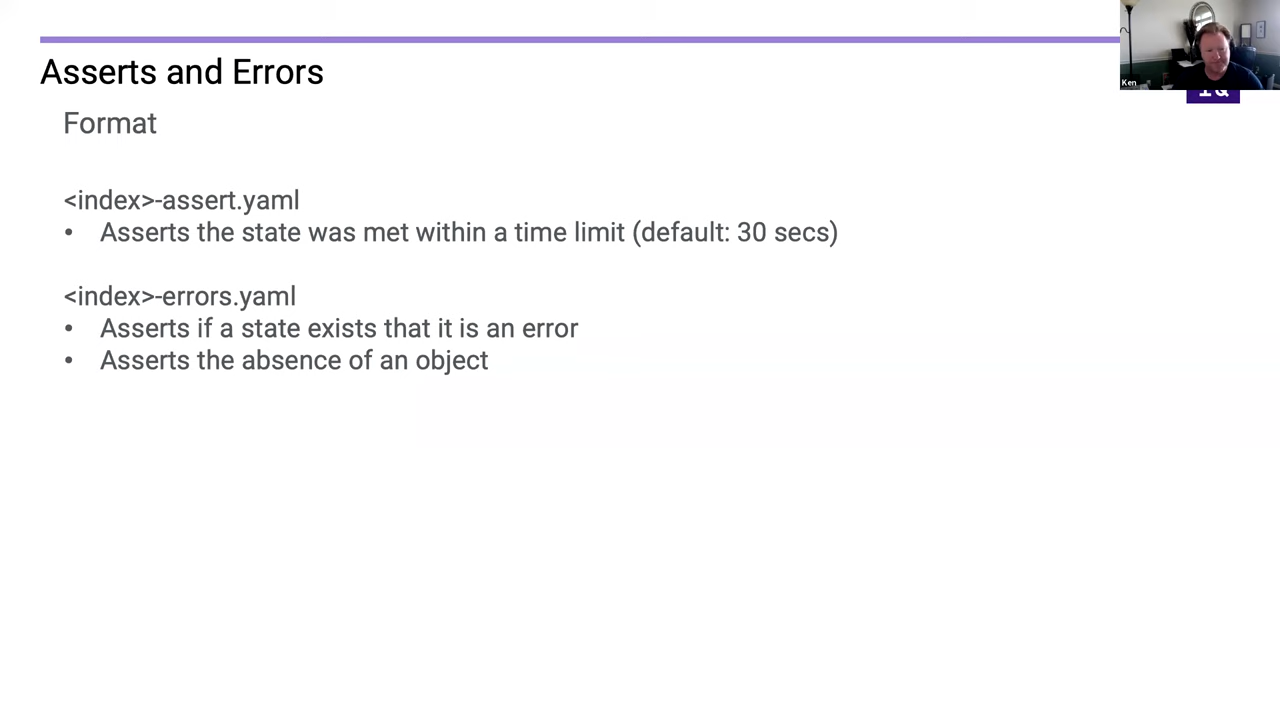 Asserts and Errors
Format
<index>-assert.yaml
• Asserts the state was met within a time limit (default: 30 secs)
<index>-errors.yaml
• Asserts if a state exists that it is an error
• Asserts the absence of an object
Ken